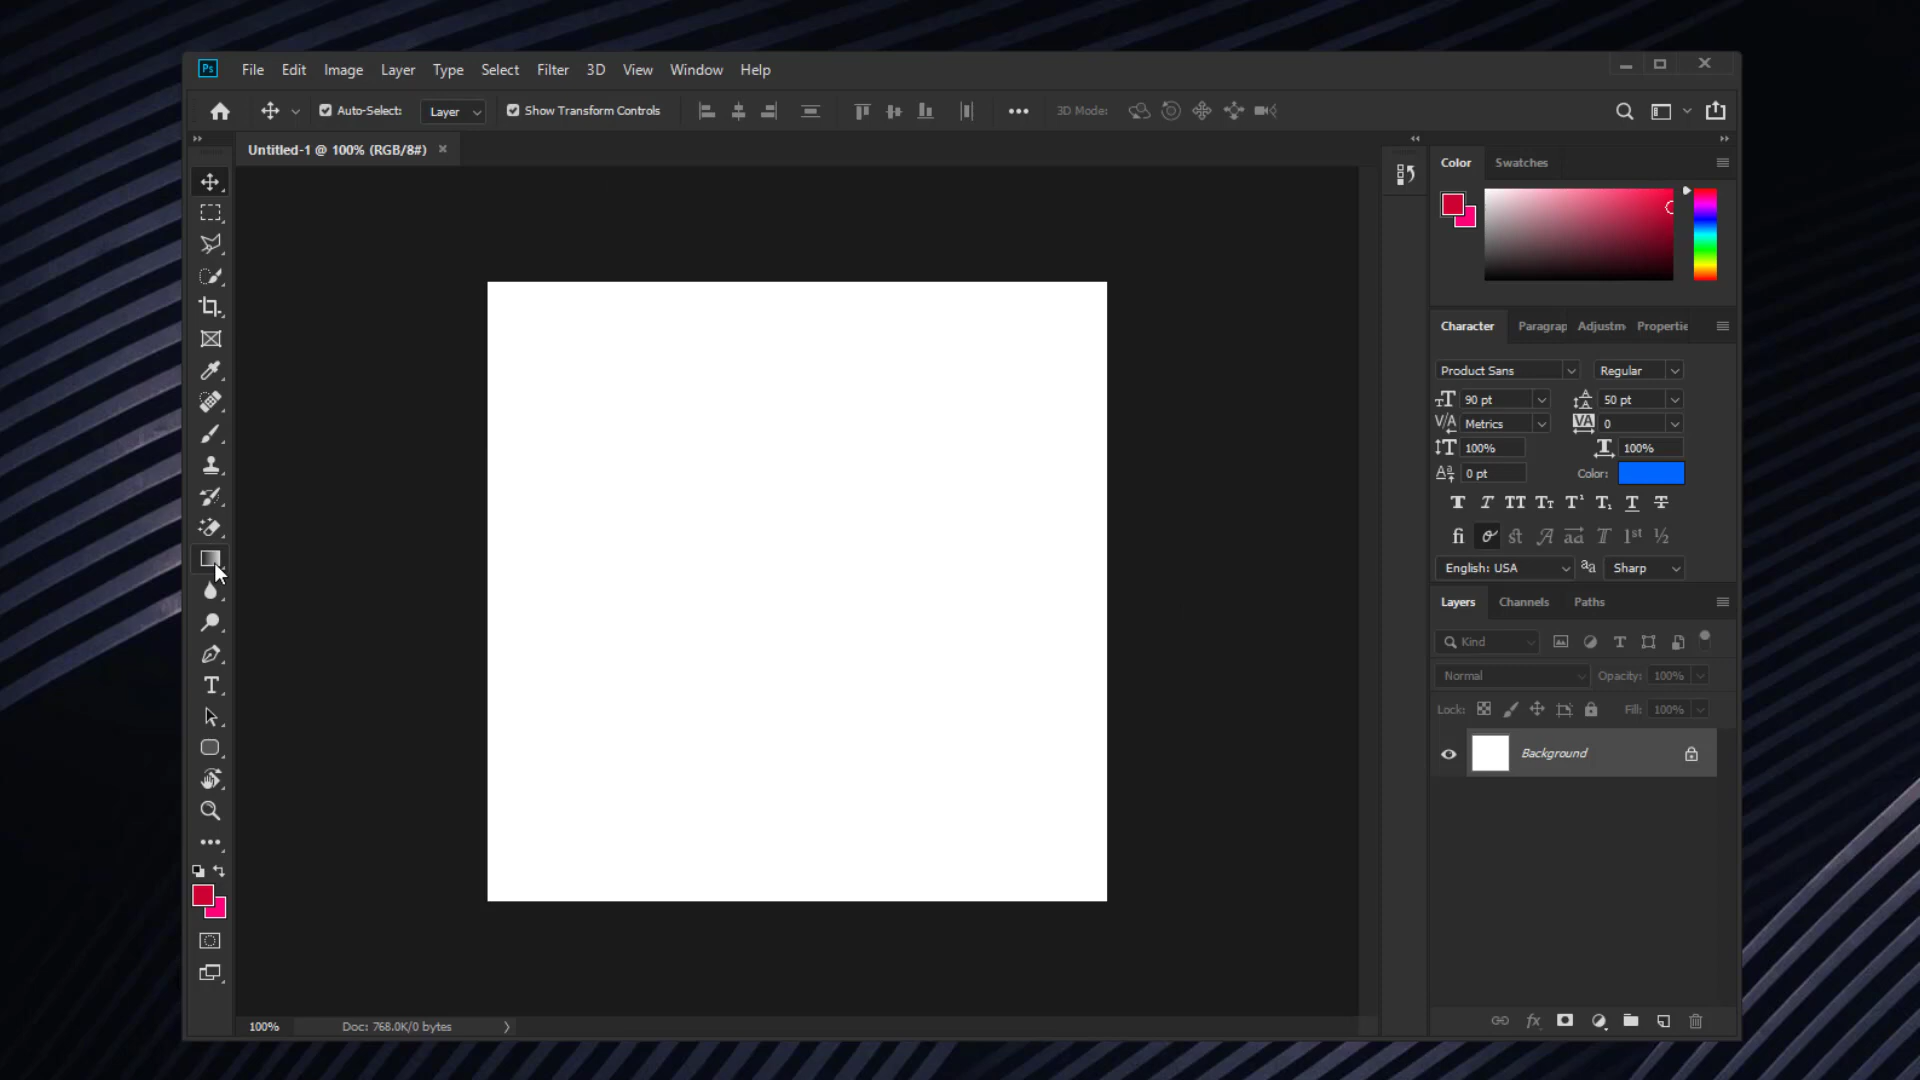 Ps File Edit Image Layer Type Select Filter 3D View Window Help
Auto-Select: Layer Show Transform Controls 3D Mode:
Untitled-1 @ 100% (RGB/8#)
Color Swatches
Character Paragrap Adjustm Propertie
Product Sans Regular
90 pt 50 pt
Metrics 0
100% 100%
0 pt Color:
English: USA aa Sharp
Layers Channels Paths
Kind
Normal Opacity: 100%
Lock: Fill: 100%
Background
100% Doc: 768.0K/0 bytes